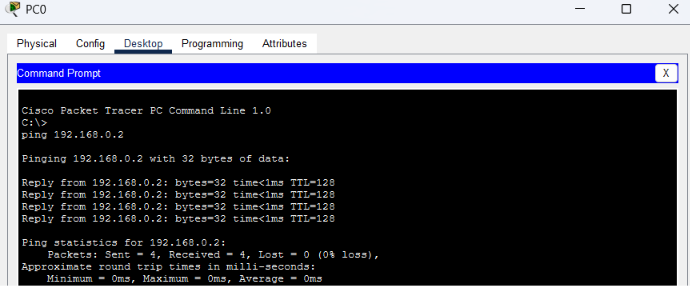 PC0
Physical Config Desktop Programming Attributes
Command Prompt X
Cisco Packet Tracer PC Command Line 1.0
C:\>
ping 192.168.0.2
Pinging 192.168.0.2 with 32 bytes of data:
Reply from 192.168.0.2: bytes=32 time<1ms TTL=128
Reply from 192.168.0.2: bytes=32 time<1ms TTL=128
Reply from 192.168.0.2: bytes=32 time<1ms TTL=128
Reply from 192.168.0.2: bytes=32 time<1ms TTL=128
Ping statistics for 192.168.0.2:
Packets: Sent = 4, Received = 4, Lost = 0 (0% loss),
Approximate round trip times in milli-seconds:
Minimum = 0ms, Maximum = 0ms, Average = 0ms